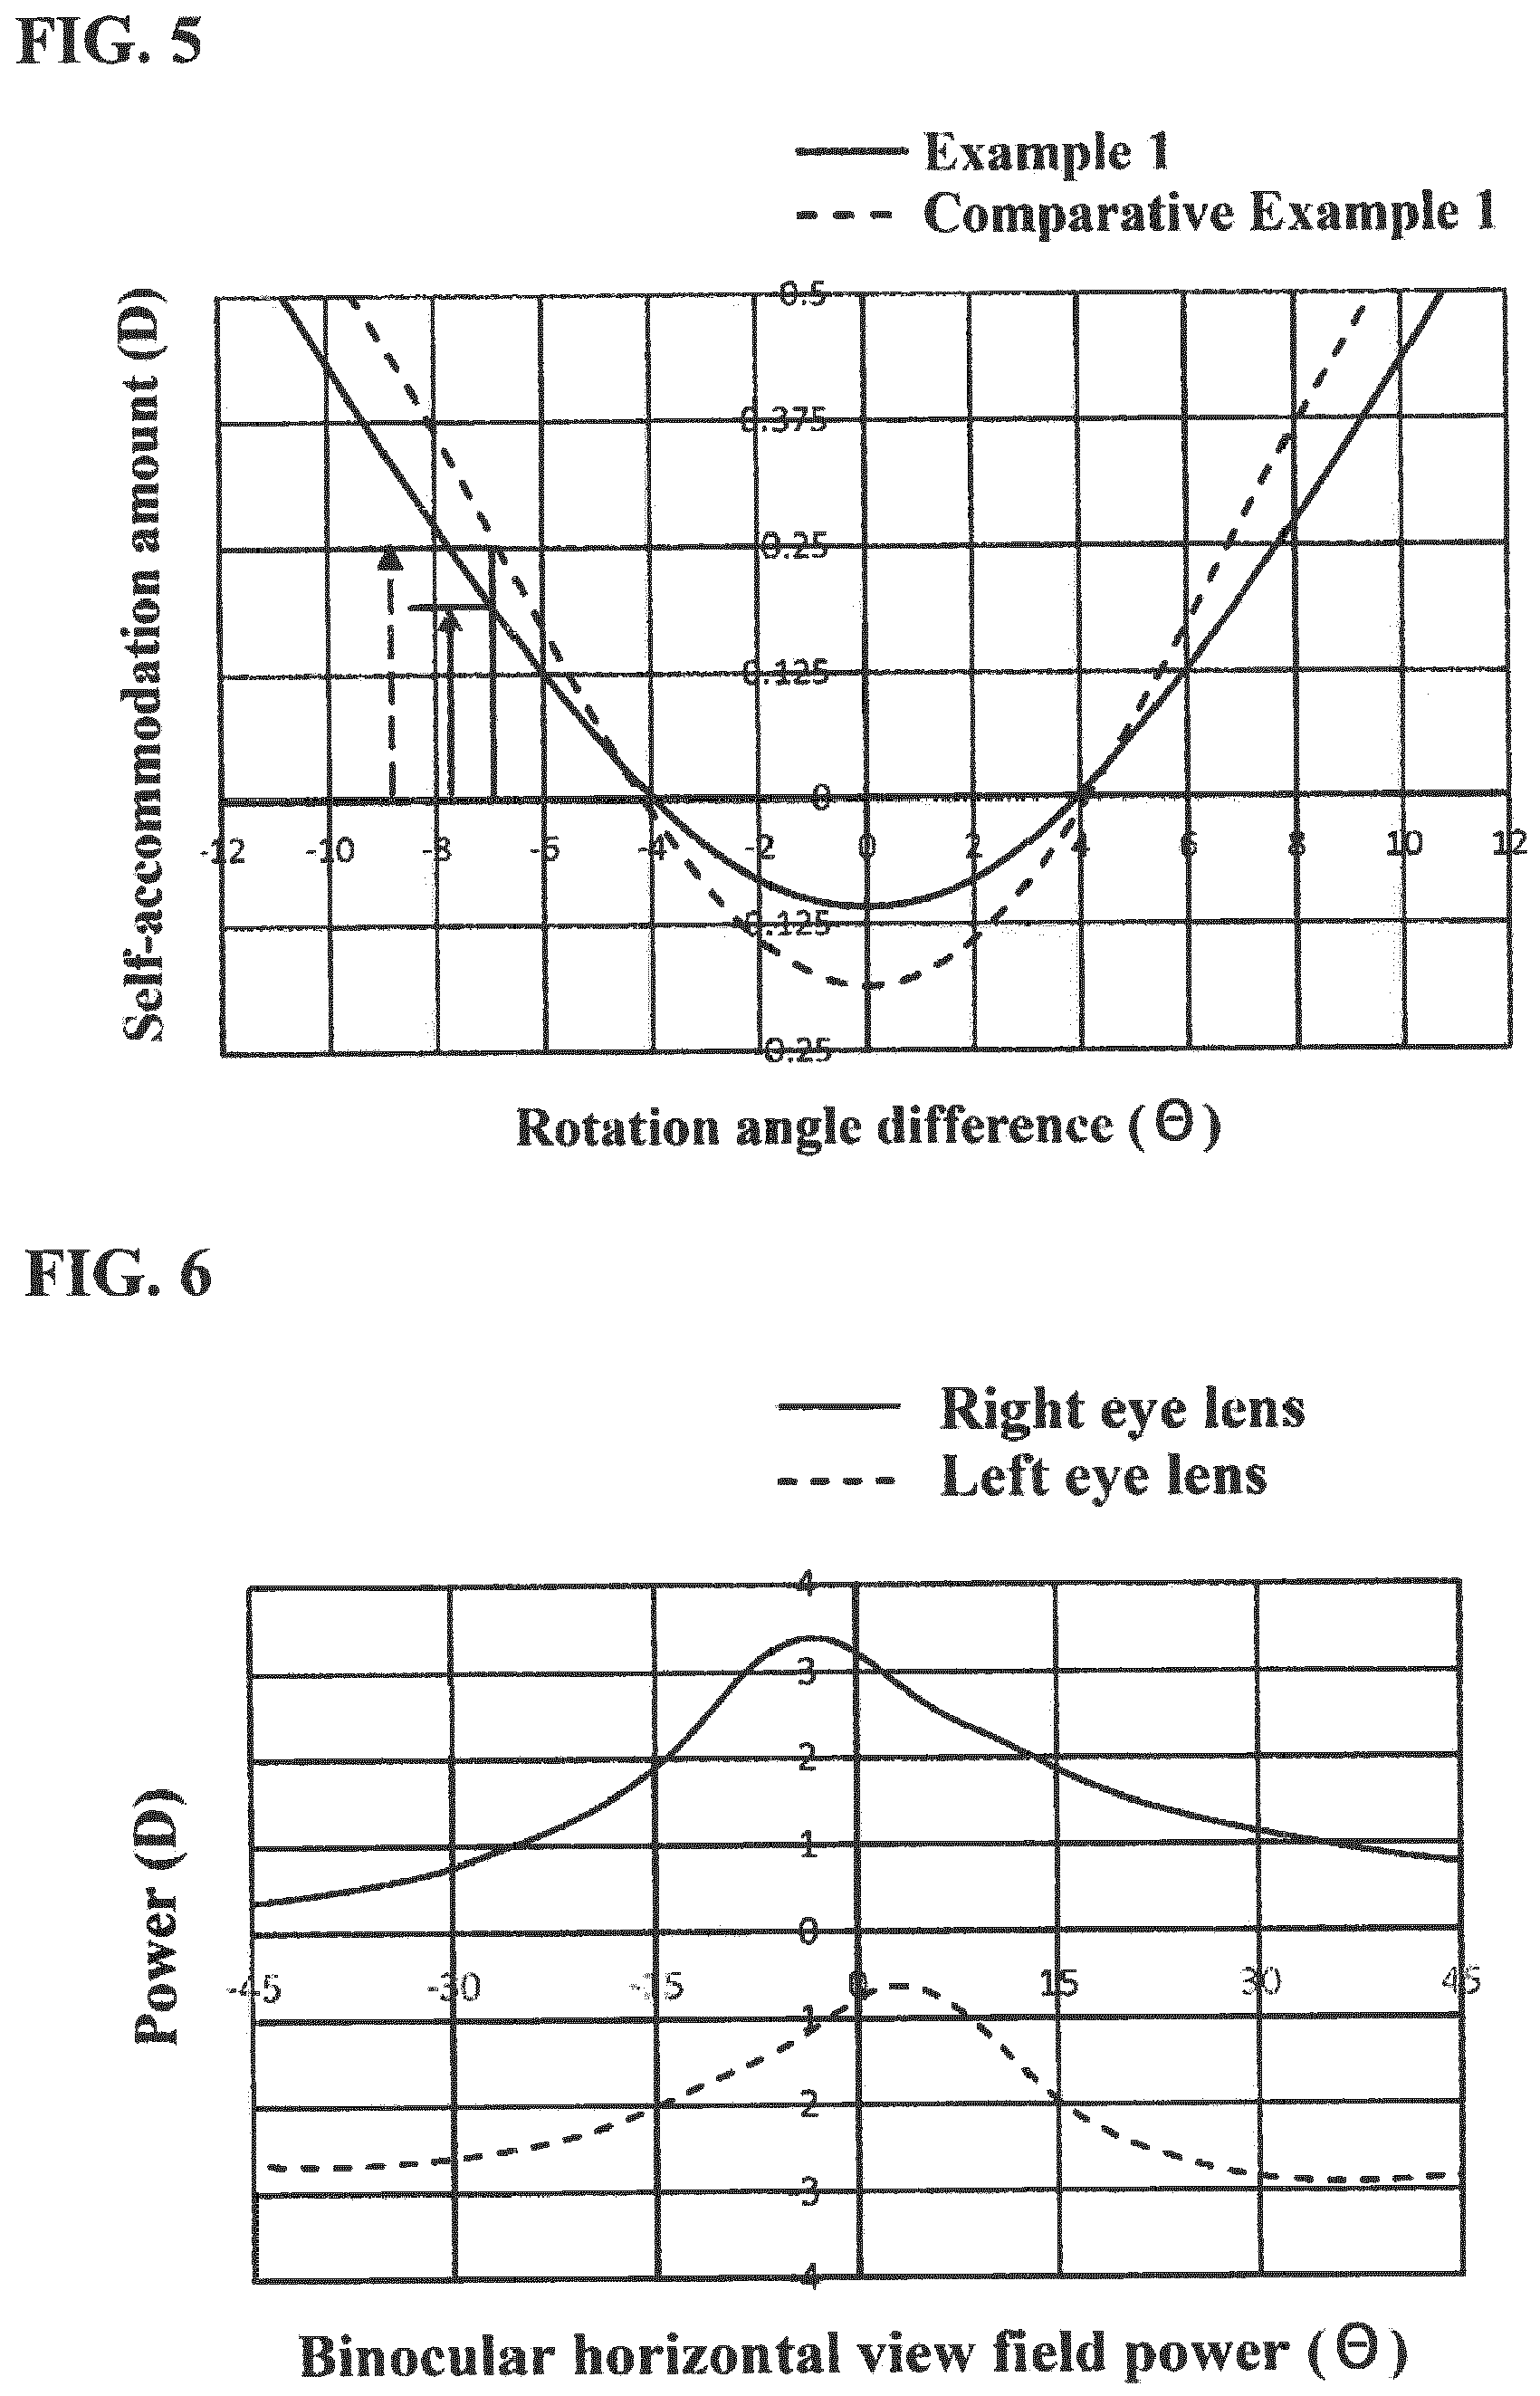 FIG. 5
Example 1
Comparative Example 1
Self-accommodation amount (D)
0.5
0.375
0.25
0.125
0
-12 -10 -8 -6 -4 -2 0 2 4 6 8 10 12
0.125
0.25
Rotation angle difference (Θ)
FIG. 6
Right eye lens
Left eye lens
Power (D)
4
3
2
1
0
-45 -30 -15 0 15 30 45
1
2
3
4
Binocular horizontal view field power (Θ)